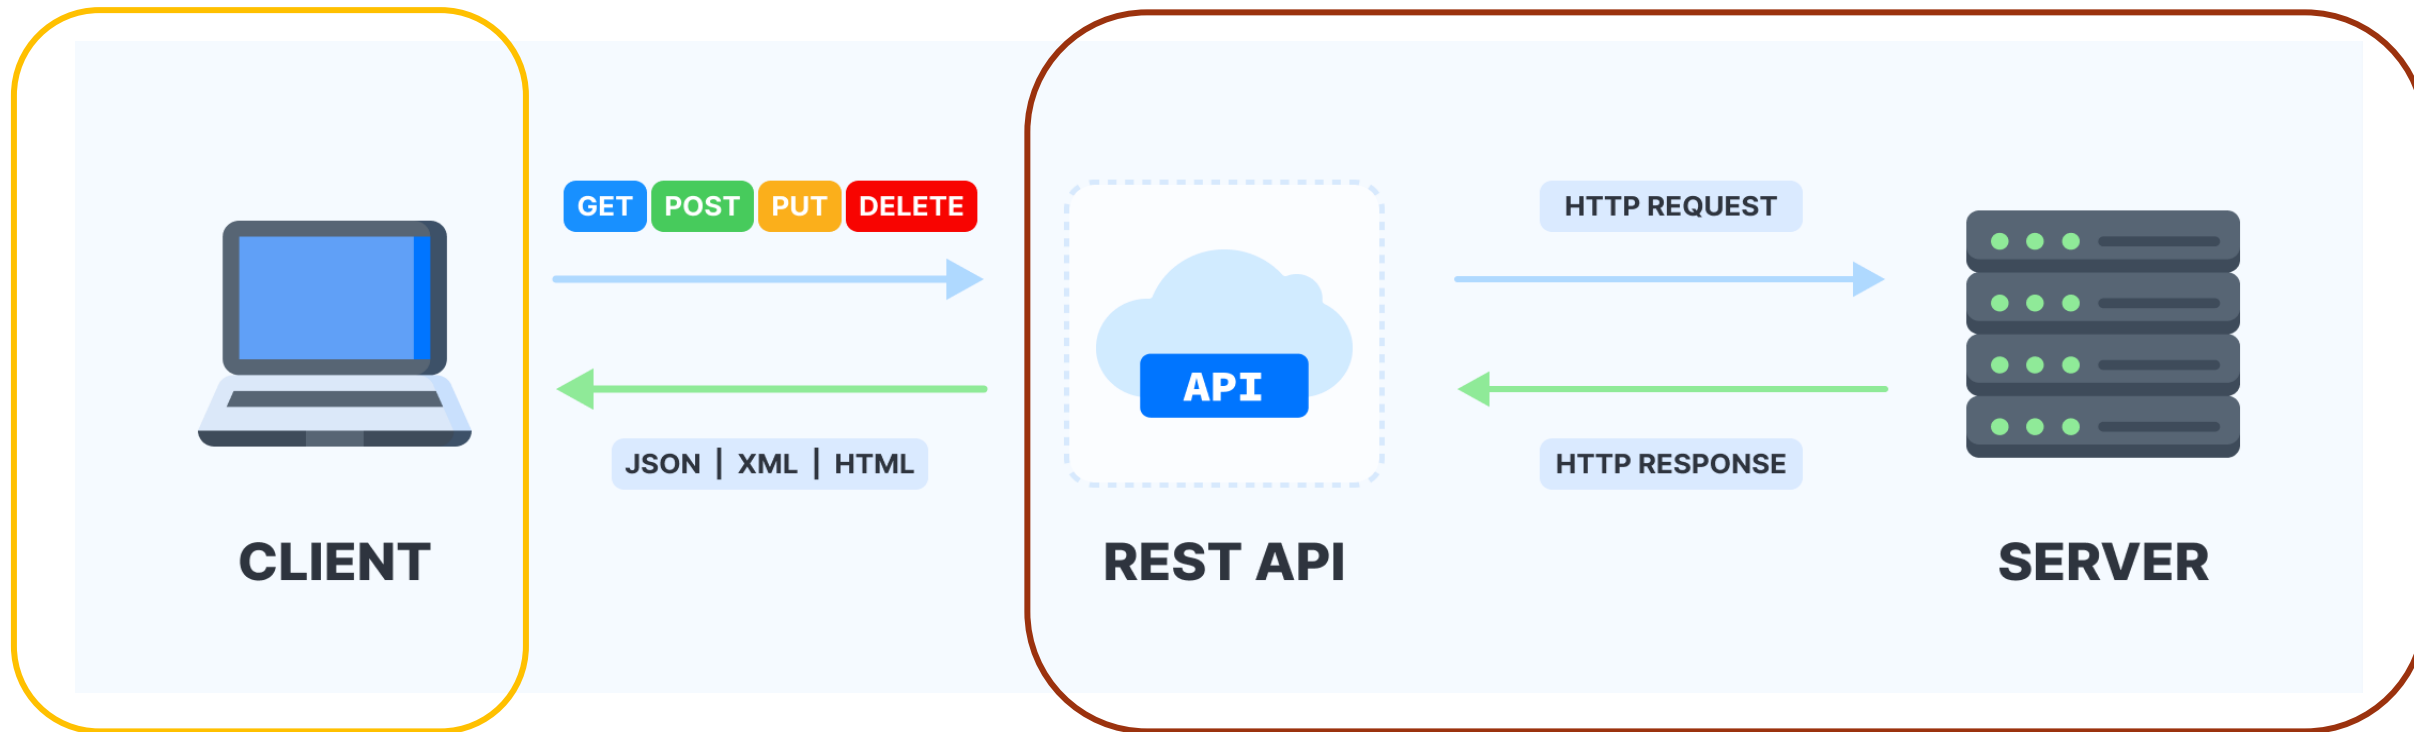 GET POST PUT DELETE
HTTP REQUEST
API
JSON | XML | HTML
HTTP RESPONSE
CLIENT
REST API
SERVER